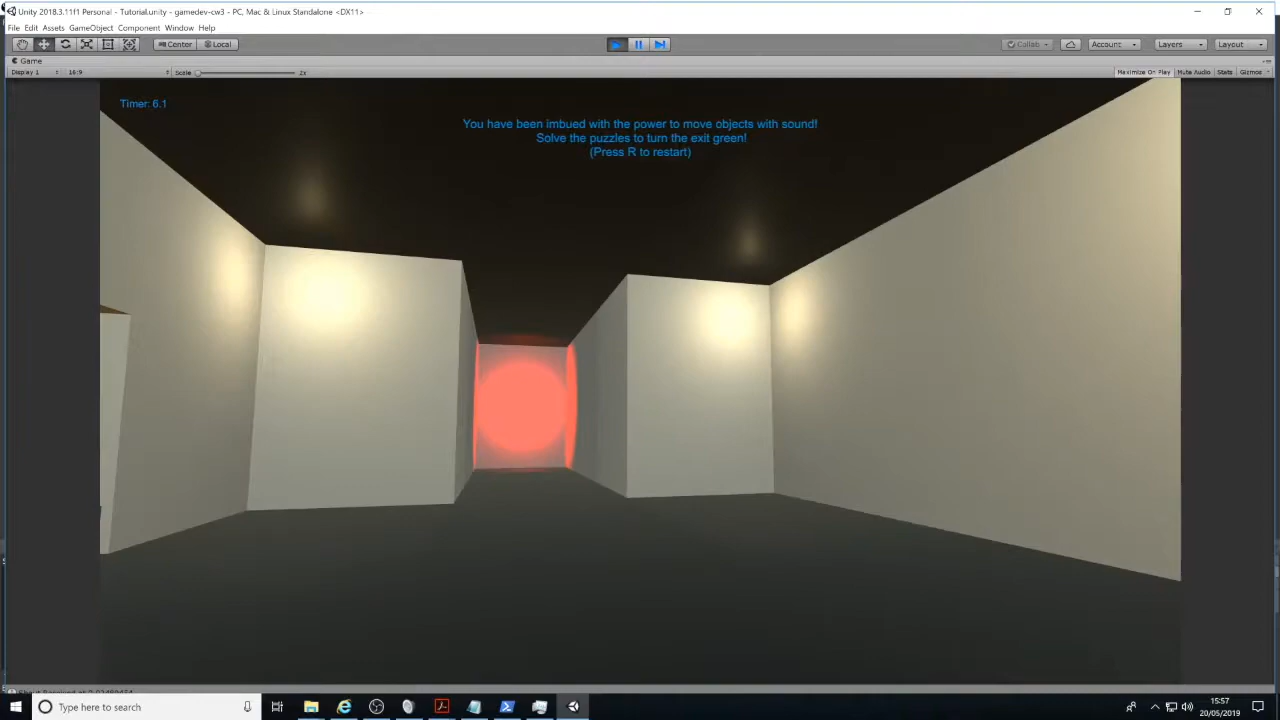 Unity 2018.3.11f1 Personal - Tutorial.unity - gamedev-cw3 - PC, Mac & Linux Standalone <DX11>
File Edit Assets GameObject Component Window Help
Center Local Collab Account Layers Layout
Game
Display 1 16:9 Scale 2x Maximize On Play Mute Audio Stats Gizmos
Timer: 6.1
You have been imbued with the power to move objects with sound!
Solve the puzzles to turn the exit green!
(Press R to restart)
Type here to search
15:57
20/05/2019